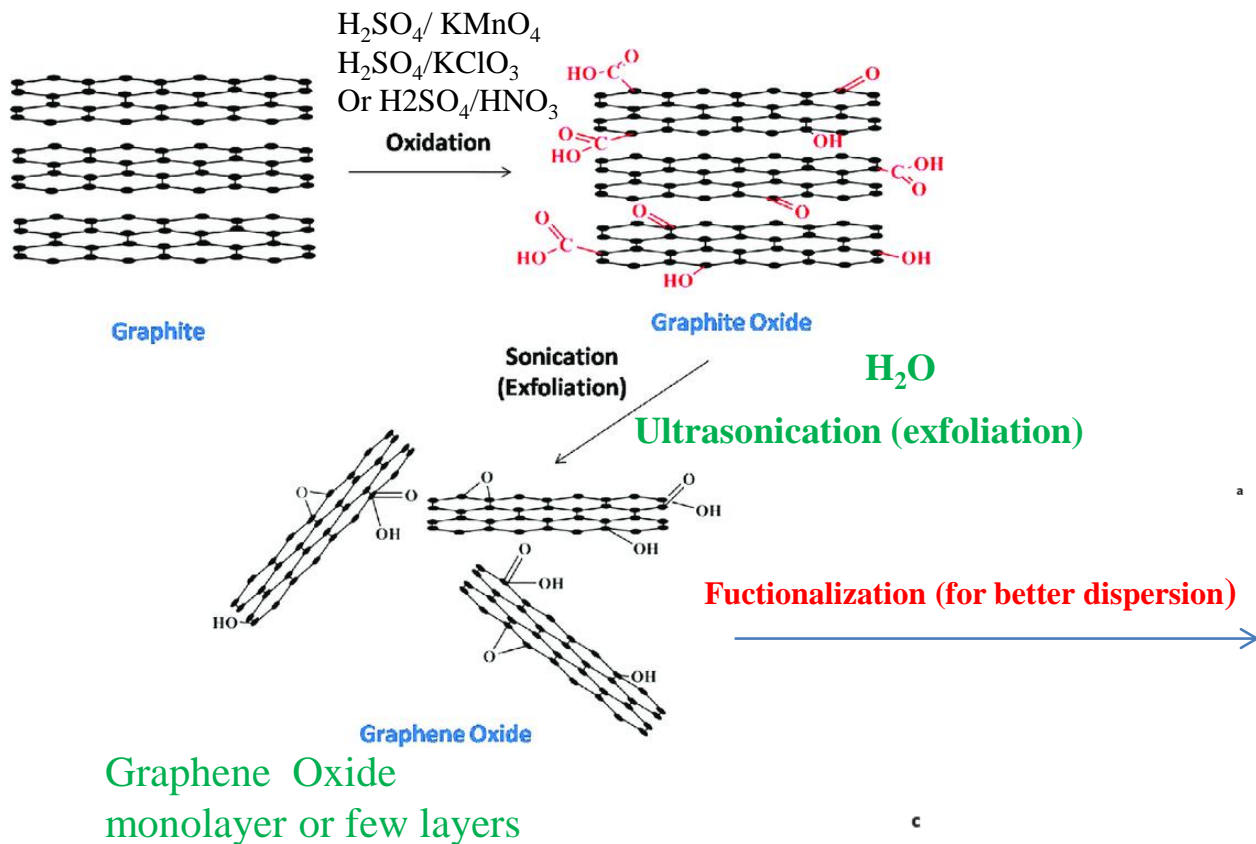 H₂SO₄/ KMnO₄
H₂SO₄/KClO₃
Or H2SO₄/HNO₃
Oxidation
O
HO
C
O
O
C
HO
OH
C
OH
O
O
O
O
C
HO
HO
OH
Graphite
Graphite Oxide
Sonication
(Exfoliation)
H₂O
Ultrasonication (exfoliation)
O
O
OH
O
O
OH
OH
a
O
OH
HO
O
OH
Fuctionalization (for better dispersion)
Graphene Oxide
Graphene Oxide
monolayer or few layers
c